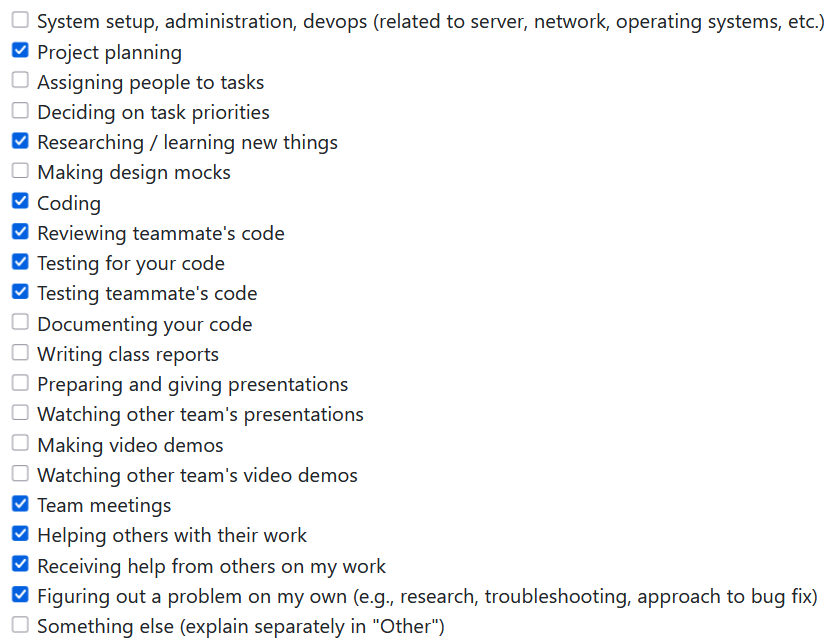 System setup, administration, devops (related to server, network, operating systems, etc.)
Project planning
Assigning people to tasks
Deciding on task priorities
Researching / learning new things
Making design mocks
Coding
Reviewing teammate's code
Testing for your code
Testing teammate's code
Documenting your code
Writing class reports
Preparing and giving presentations
Watching other team's presentations
Making video demos
Watching other team's video demos
Team meetings
Helping others with their work
Receiving help from others on my work
Figuring out a problem on my own (e.g., research, troubleshooting, approach to bug fix)
Something else (explain separately in "Other")